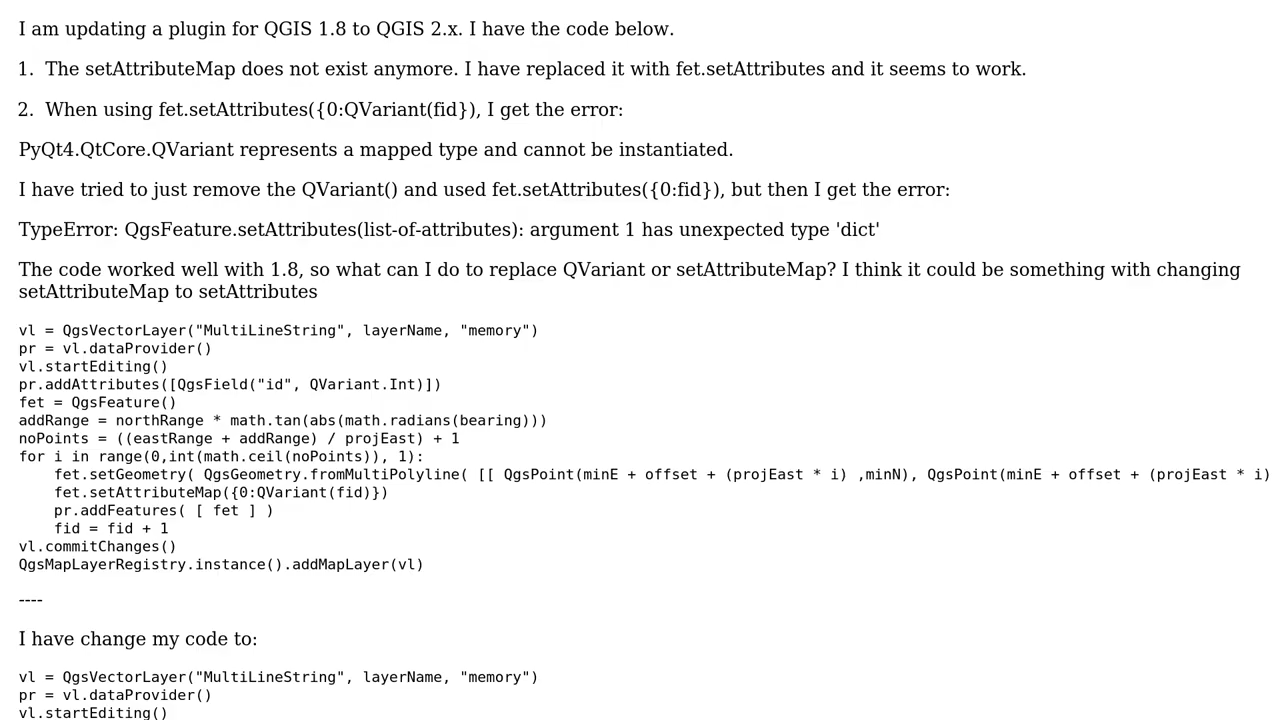 I am updating a plugin for QGIS 1.8 to QGIS 2.x. I have the code below.
1. The setAttributeMap does not exist anymore. I have replaced it with fet.setAttributes and it seems to work.
2. When using fet.setAttributes({0:QVariant(fid}), I get the error:
PyQt4.QtCore.QVariant represents a mapped type and cannot be instantiated.
I have tried to just remove the QVariant() and used fet.setAttributes({0:fid}), but then I get the error:
TypeError: QgsFeature.setAttributes(list-of-attributes): argument 1 has unexpected type 'dict'
The code worked well with 1.8, so what can I do to replace QVariant or setAttributeMap? I think it could be something with changing
setAttributeMap to setAttributes
vl = QgsVectorLayer("MultiLineString", layerName, "memory")
pr = vl.dataProvider()
vl.startEditing()
pr.addAttributes([QgsField("id", QVariant.Int)])
fet = QgsFeature()
addRange = northRange * math.tan(abs(math.radians(bearing)))
noPoints = ((eastRange + addRange) / projEast) + 1
for i in range(0,int(math.ceil(noPoints)), 1):
    fet.setGeometry( QgsGeometry.fromMultiPolyline( [[ QgsPoint(minE + offset + (projEast * i) ,minN), QgsPoint(minE + offset + (projEast * i)
    fet.setAttributeMap({0:QVariant(fid)})
    pr.addFeatures( [ fet ] )
    fid = fid + 1
vl.commitChanges()
QgsMapLayerRegistry.instance().addMapLayer(vl)
----
I have change my code to:
vl = QgsVectorLayer("MultiLineString", layerName, "memory")
pr = vl.dataProvider()
vl.startEditing()